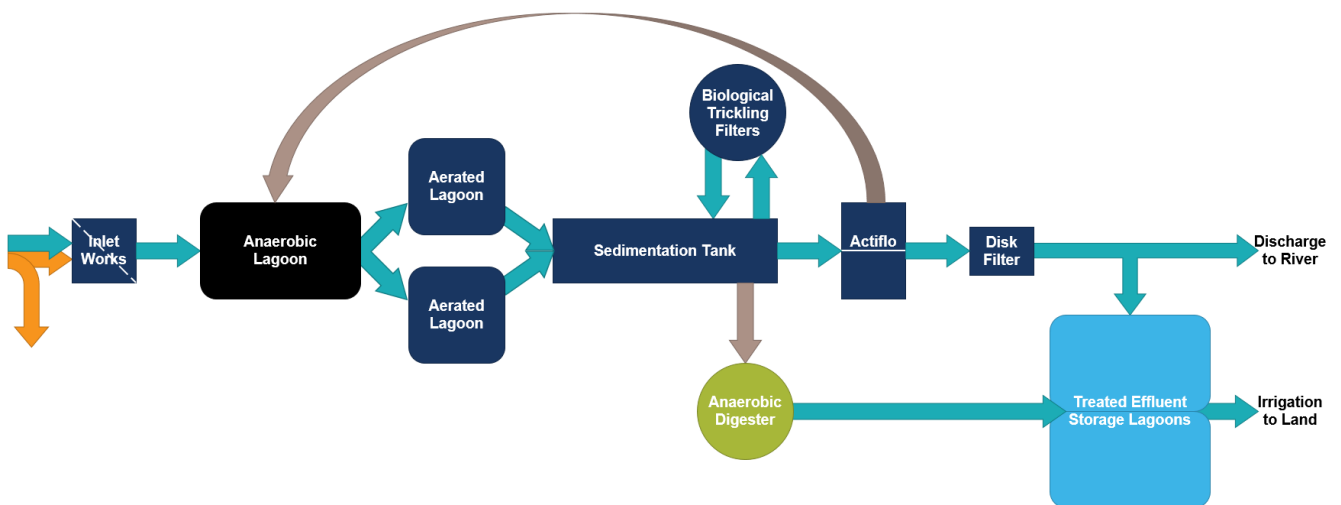 Biological
Trickling
Filters
Aerated
Lagoon
Inlet
Works
Anaerobic
Lagoon
Sedimentation Tank
Actiflo
Disk
Filter
Discharge
to River
Aerated
Lagoon
Anaerobic
Digester
Treated Effluent
Storage Lagoons
Irrigation
to Land